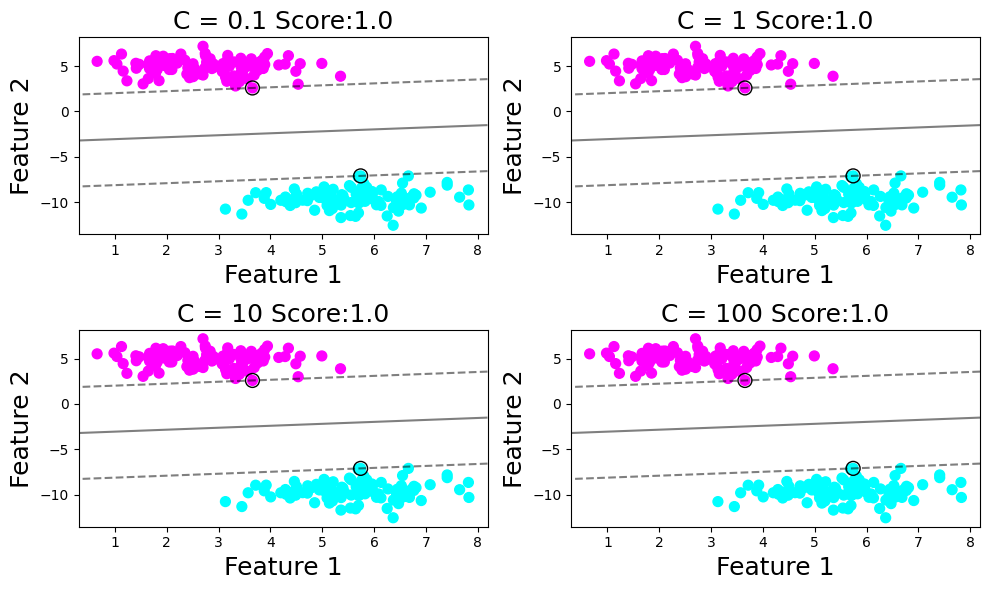 C = 0.1 Score:1.0
Feature 2
5
0
−5
−10
1 2 3 4 5 6 7 8
Feature 1
C = 1 Score:1.0
Feature 2
5
0
−5
−10
1 2 3 4 5 6 7 8
Feature 1
C = 10 Score:1.0
Feature 2
5
0
−5
−10
1 2 3 4 5 6 7 8
Feature 1
C = 100 Score:1.0
Feature 2
5
0
−5
−10
1 2 3 4 5 6 7 8
Feature 1